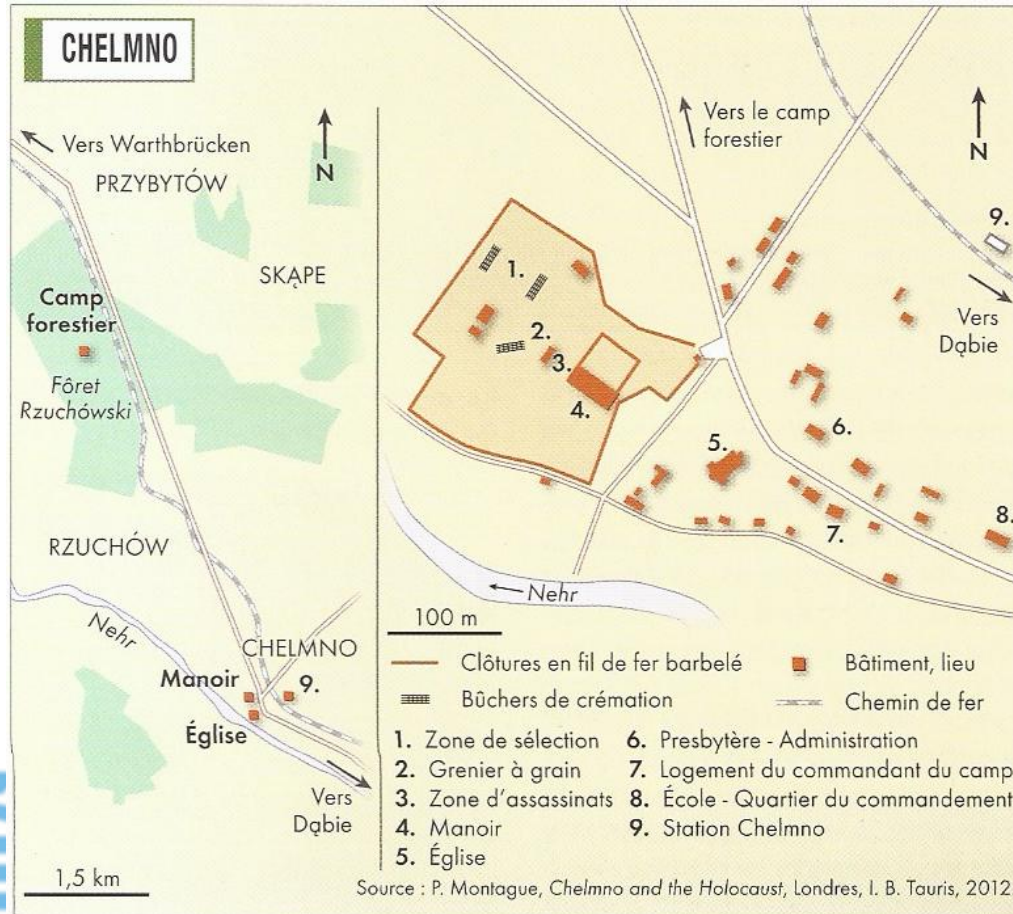 CHELMNO
Vers Warthbrücken
PRZYBYTÓW
N
SKĄPE
Camp
forestier
Fôret
Rzuchówski
RZUCHÓW
Nehr
CHELMNO
Manoir
9.
Église
Vers
Dąbie
1,5 km
Vers le camp
forestier
N
9.
Vers
Dąbie
1.
2.
3.
4.
5.
6.
7.
8.
Nehr
100 m
Clôtures en fil de fer barbelé
Bâtiment, lieu
Bûchers de crémation
Chemin de fer
1. Zone de sélection
2. Grenier à grain
3. Zone d'assassinats
4. Manoir
5. Église
6. Presbytère - Administration
7. Logement du commandant du camp
8. École - Quartier du commandement
9. Station Chelmno
Source : P. Montague, Chelmno and the Holocaust, Londres, I. B. Tauris, 2012